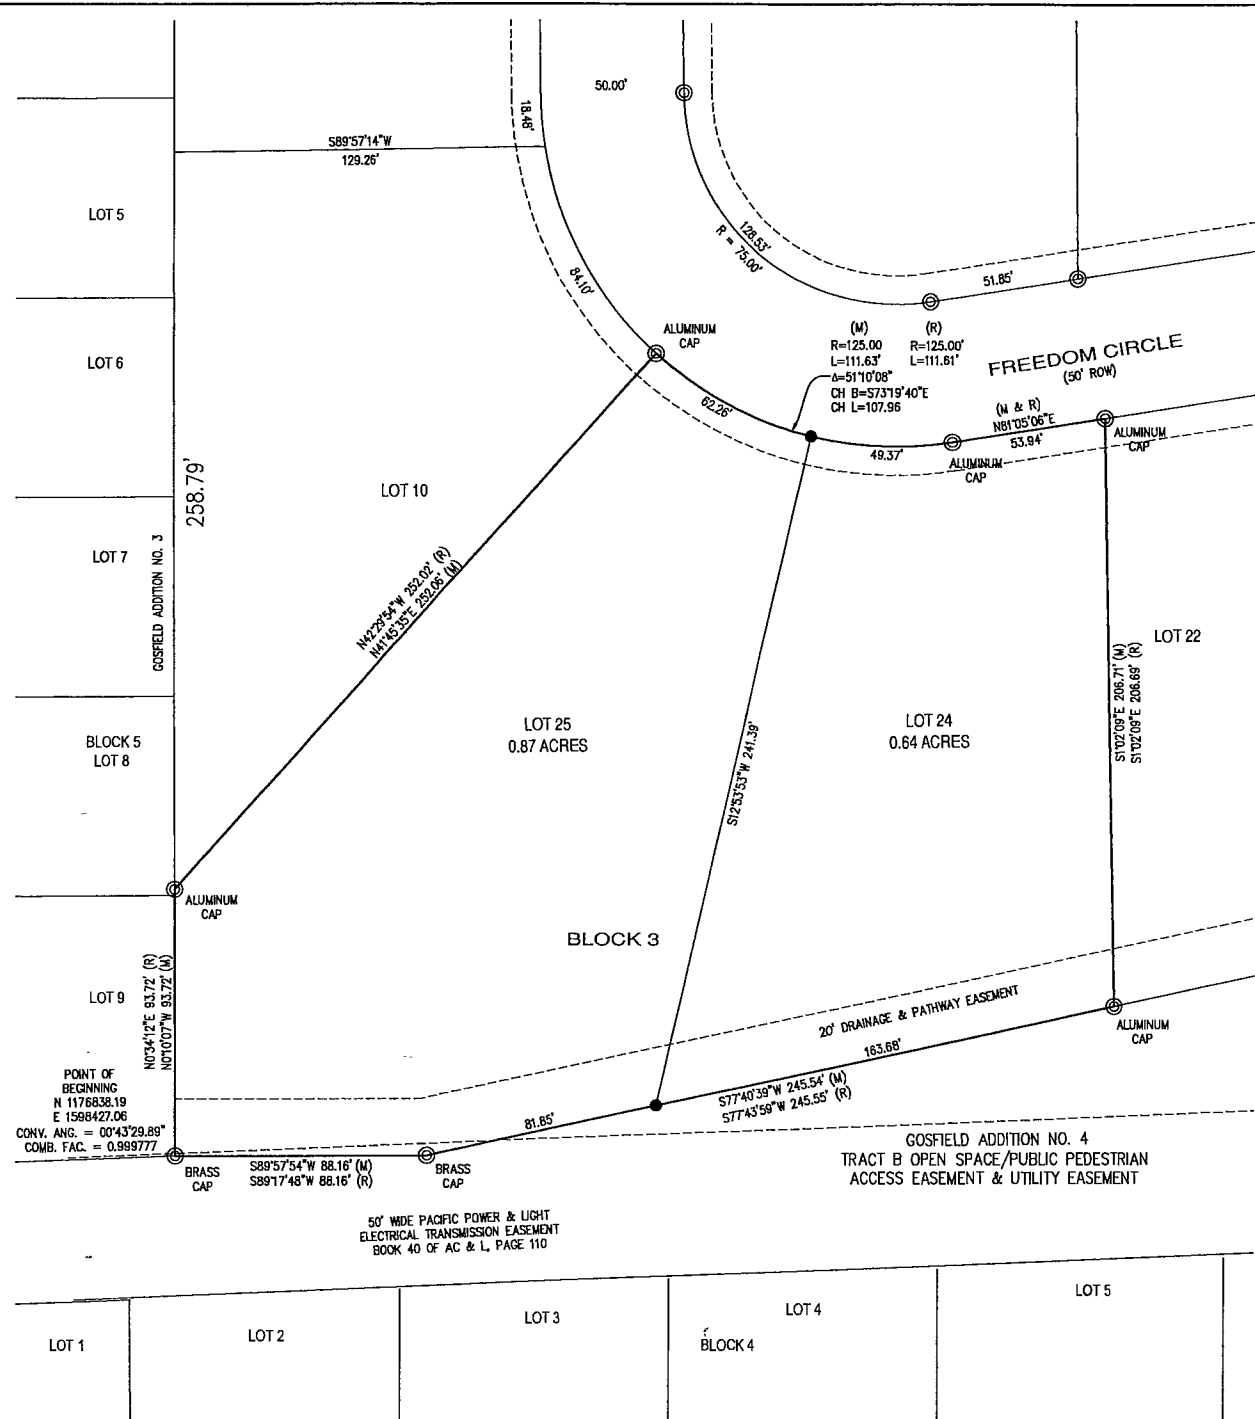 50.00'
18.48'
S89°57'14"W
129.26'
LOT 5
84.10'
128.53'
R = 75.00'
51.85'
ALUMINUM
CAP
(M)
R=125.00
L=111.63'
Δ=51°10'08"
CH B=S73°19'40"E
CH L=107.96
(R)
R=125.00'
L=111.61'
FREEDOM CIRCLE
(50' ROW)
LOT 6
62.26'
(M & R)
N81°05'06"E
53.94'
ALUMINUM
CAP
49.37'
ALUMINUM
CAP
LOT 10
258.79'
GOSFIELD ADDITION NO. 3
LOT 7
N42°29'54"W 252.02' (R)
N41°45'35"E 252.06' (M)
LOT 22
S1°02'09"E 206.71' (M)
S1°02'09"E 206.69' (R)
LOT 25
0.87 ACRES
S12°53'53"W 241.39'
LOT 24
0.64 ACRES
BLOCK 5
LOT 8
ALUMINUM
CAP
BLOCK 3
LOT 9
N0°34'12"E 93.72' (R)
N0°10'07"W 93.72' (M)
20' DRAINAGE & PATHWAY EASEMENT
ALUMINUM
CAP
163.68'
S77°40'39"W 245.54' (M)
S77°43'59"W 245.55' (R)
81.85'
POINT OF
BEGINNING
N 1176838.19
E 1598427.06
CONV. ANG. = 00°43'29.89"
COMB. FAC. = 0.999777
BRASS
CAP
S89°57'54"W 88.16' (M)
S89°17'48"W 88.16' (R)
BRASS
CAP
GOSFIELD ADDITION NO. 4
TRACT B OPEN SPACE/PUBLIC PEDESTRIAN
ACCESS EASEMENT & UTILITY EASEMENT
50' WIDE PACIFIC POWER & LIGHT
ELECTRICAL TRANSMISSION EASEMENT
BOOK 40 OF AC & L, PAGE 110
LOT 1
LOT 2
LOT 3
LOT 4
LOT 5
BLOCK 4